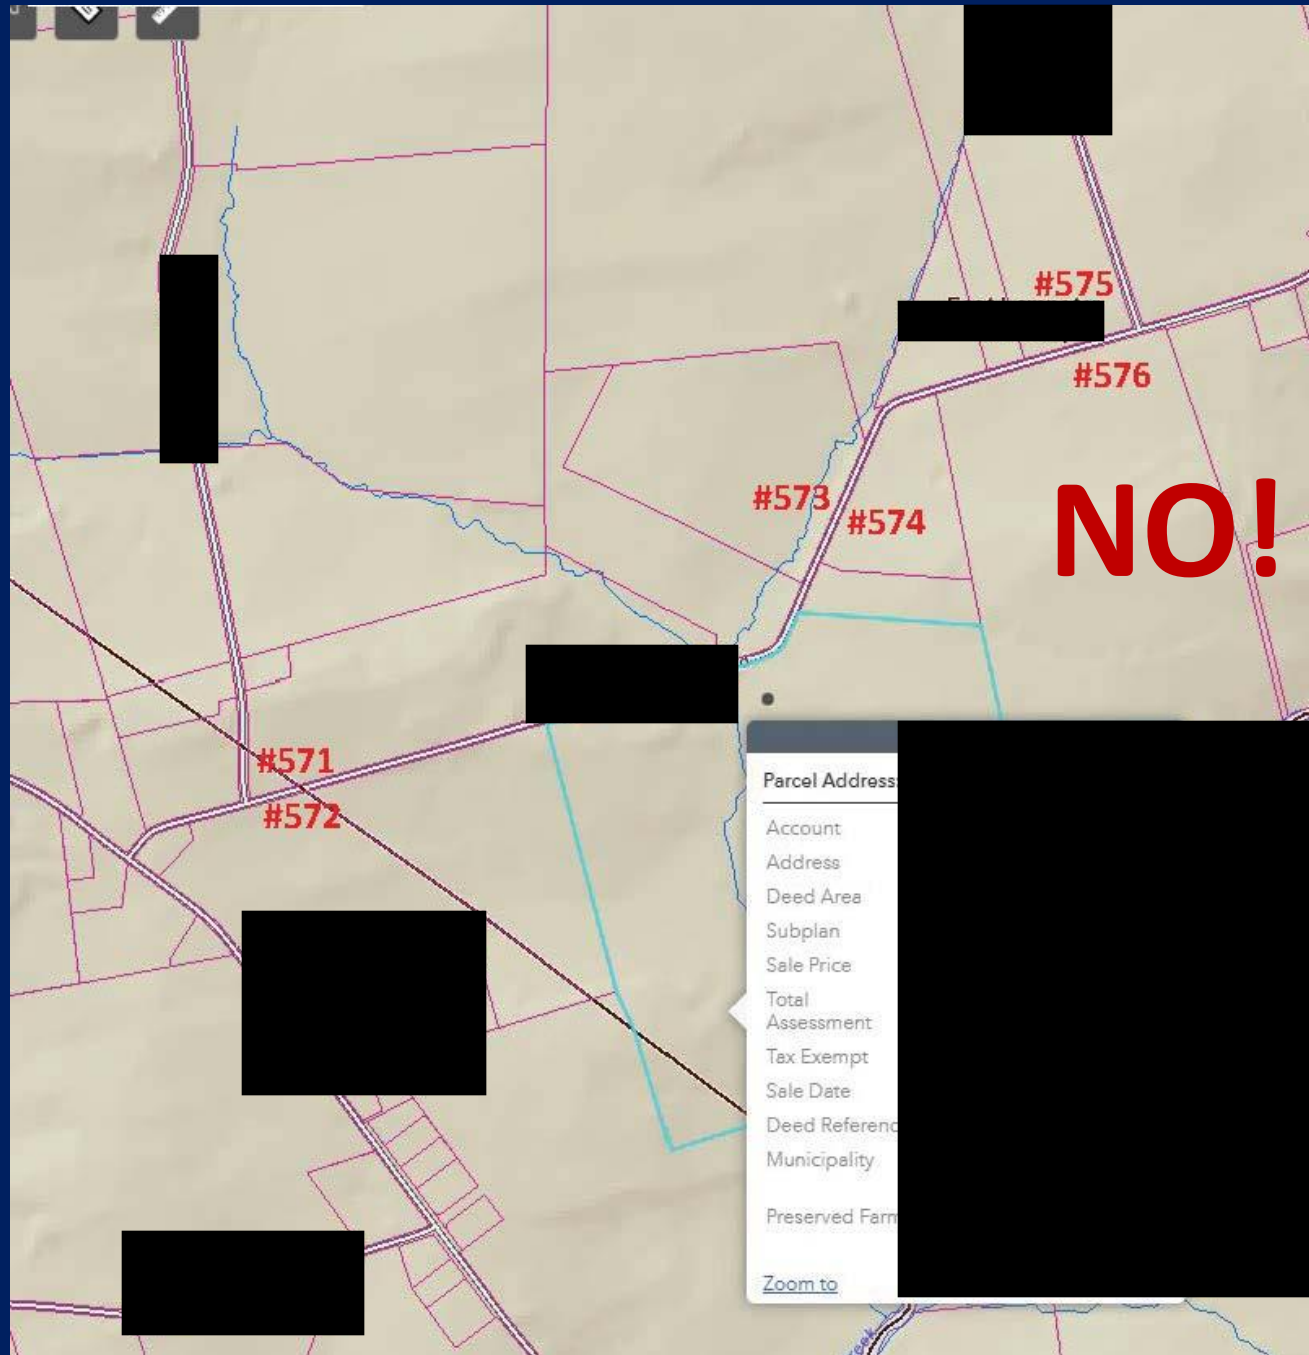 #575
#576
NO!
#573
#574
#571
#572
Parcel Address:
Account
Address
Deed Area
Subplan
Sale Price
Total
Assessment
Tax Exempt
Sale Date
Deed Referenc
Municipality
Preserved Farm
Zoom to